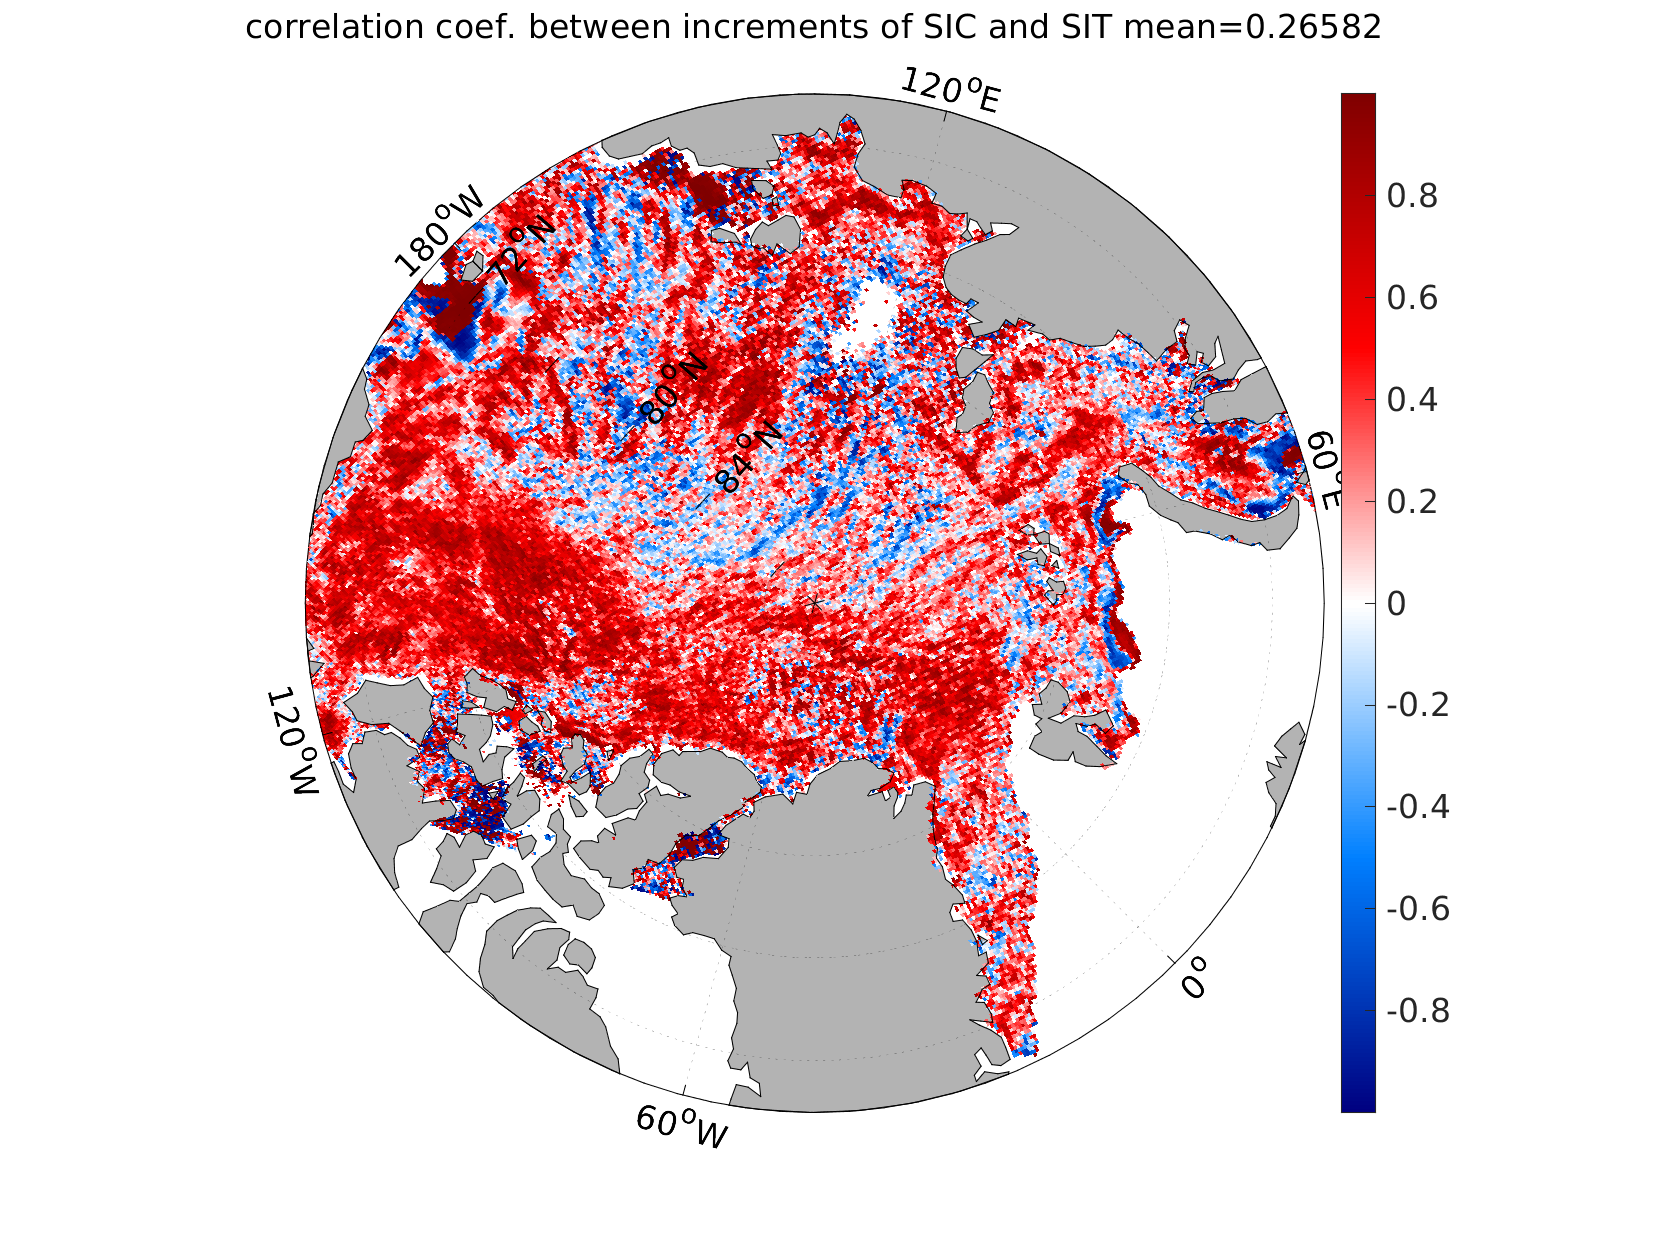 correlation coef. between increments of SIC and SIT mean=0.26582
120°E
180°W
72°N
80°N
84°N
60°E
120°W
60°W
0°
0.8
0.6
0.4
0.2
0
-0.2
-0.4
-0.6
-0.8